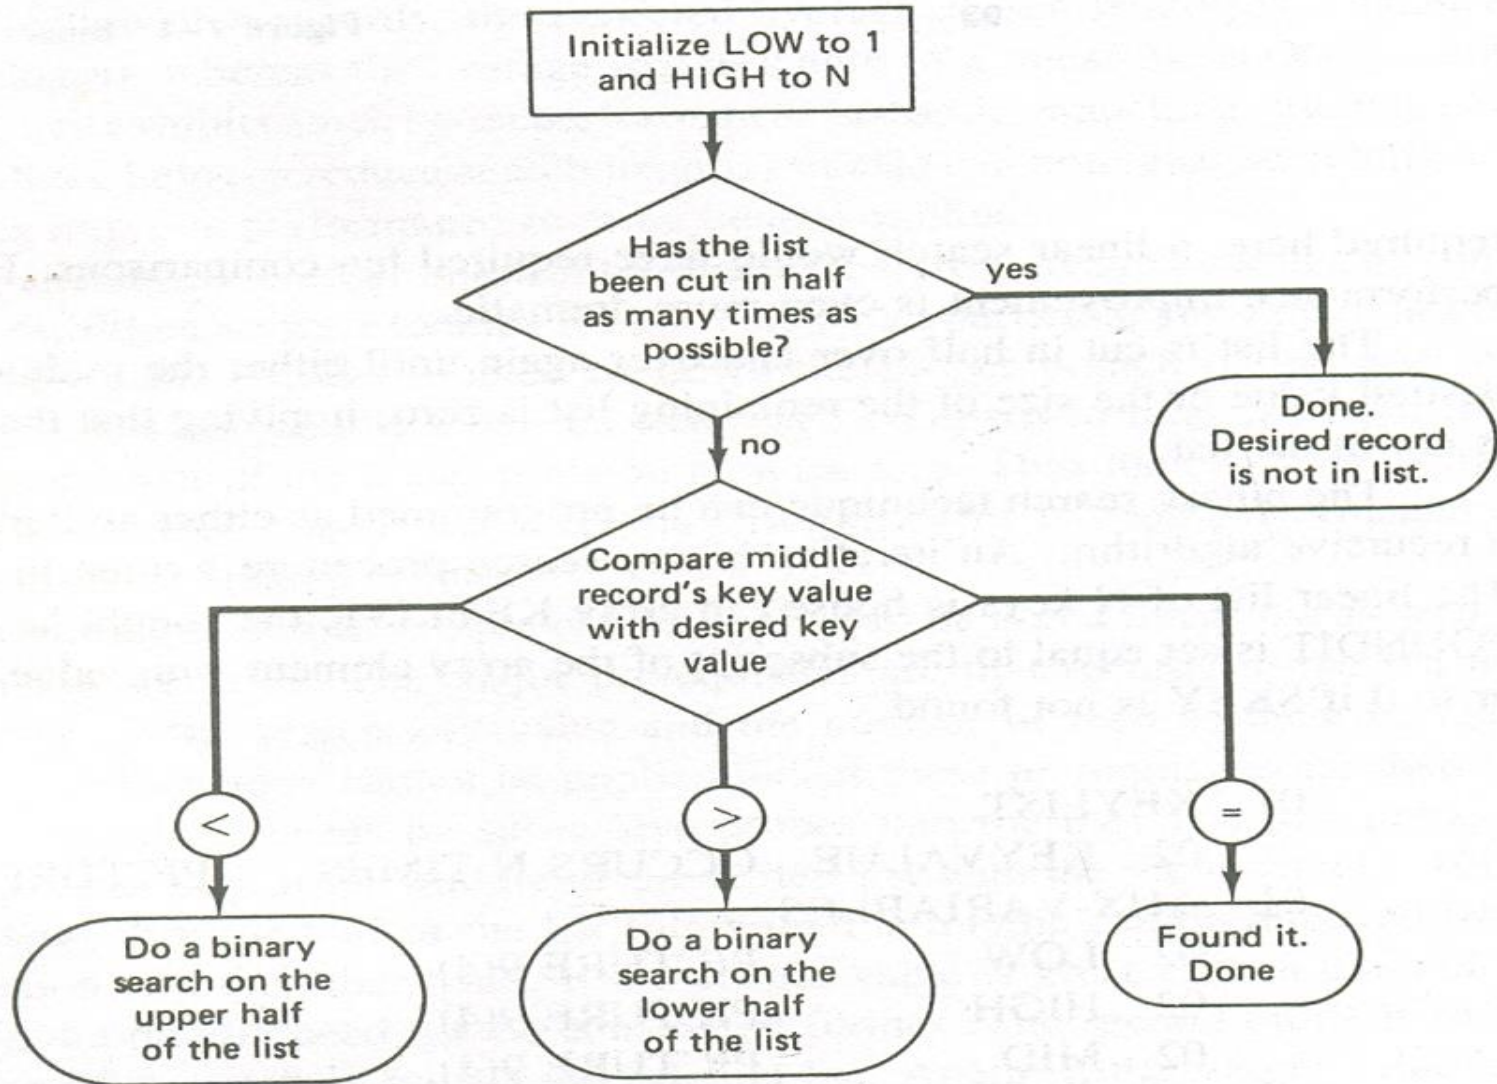 Initialize LOW to 1
and HIGH to N
Has the list
been cut in half
as many times as
possible?
yes
Done.
Desired record
is not in list.
no
Compare middle
record's key value
with desired key
value
<
>
=
Do a binary
search on the
upper half
of the list
Do a binary
search on the
lower half
of the list
Found it.
Done